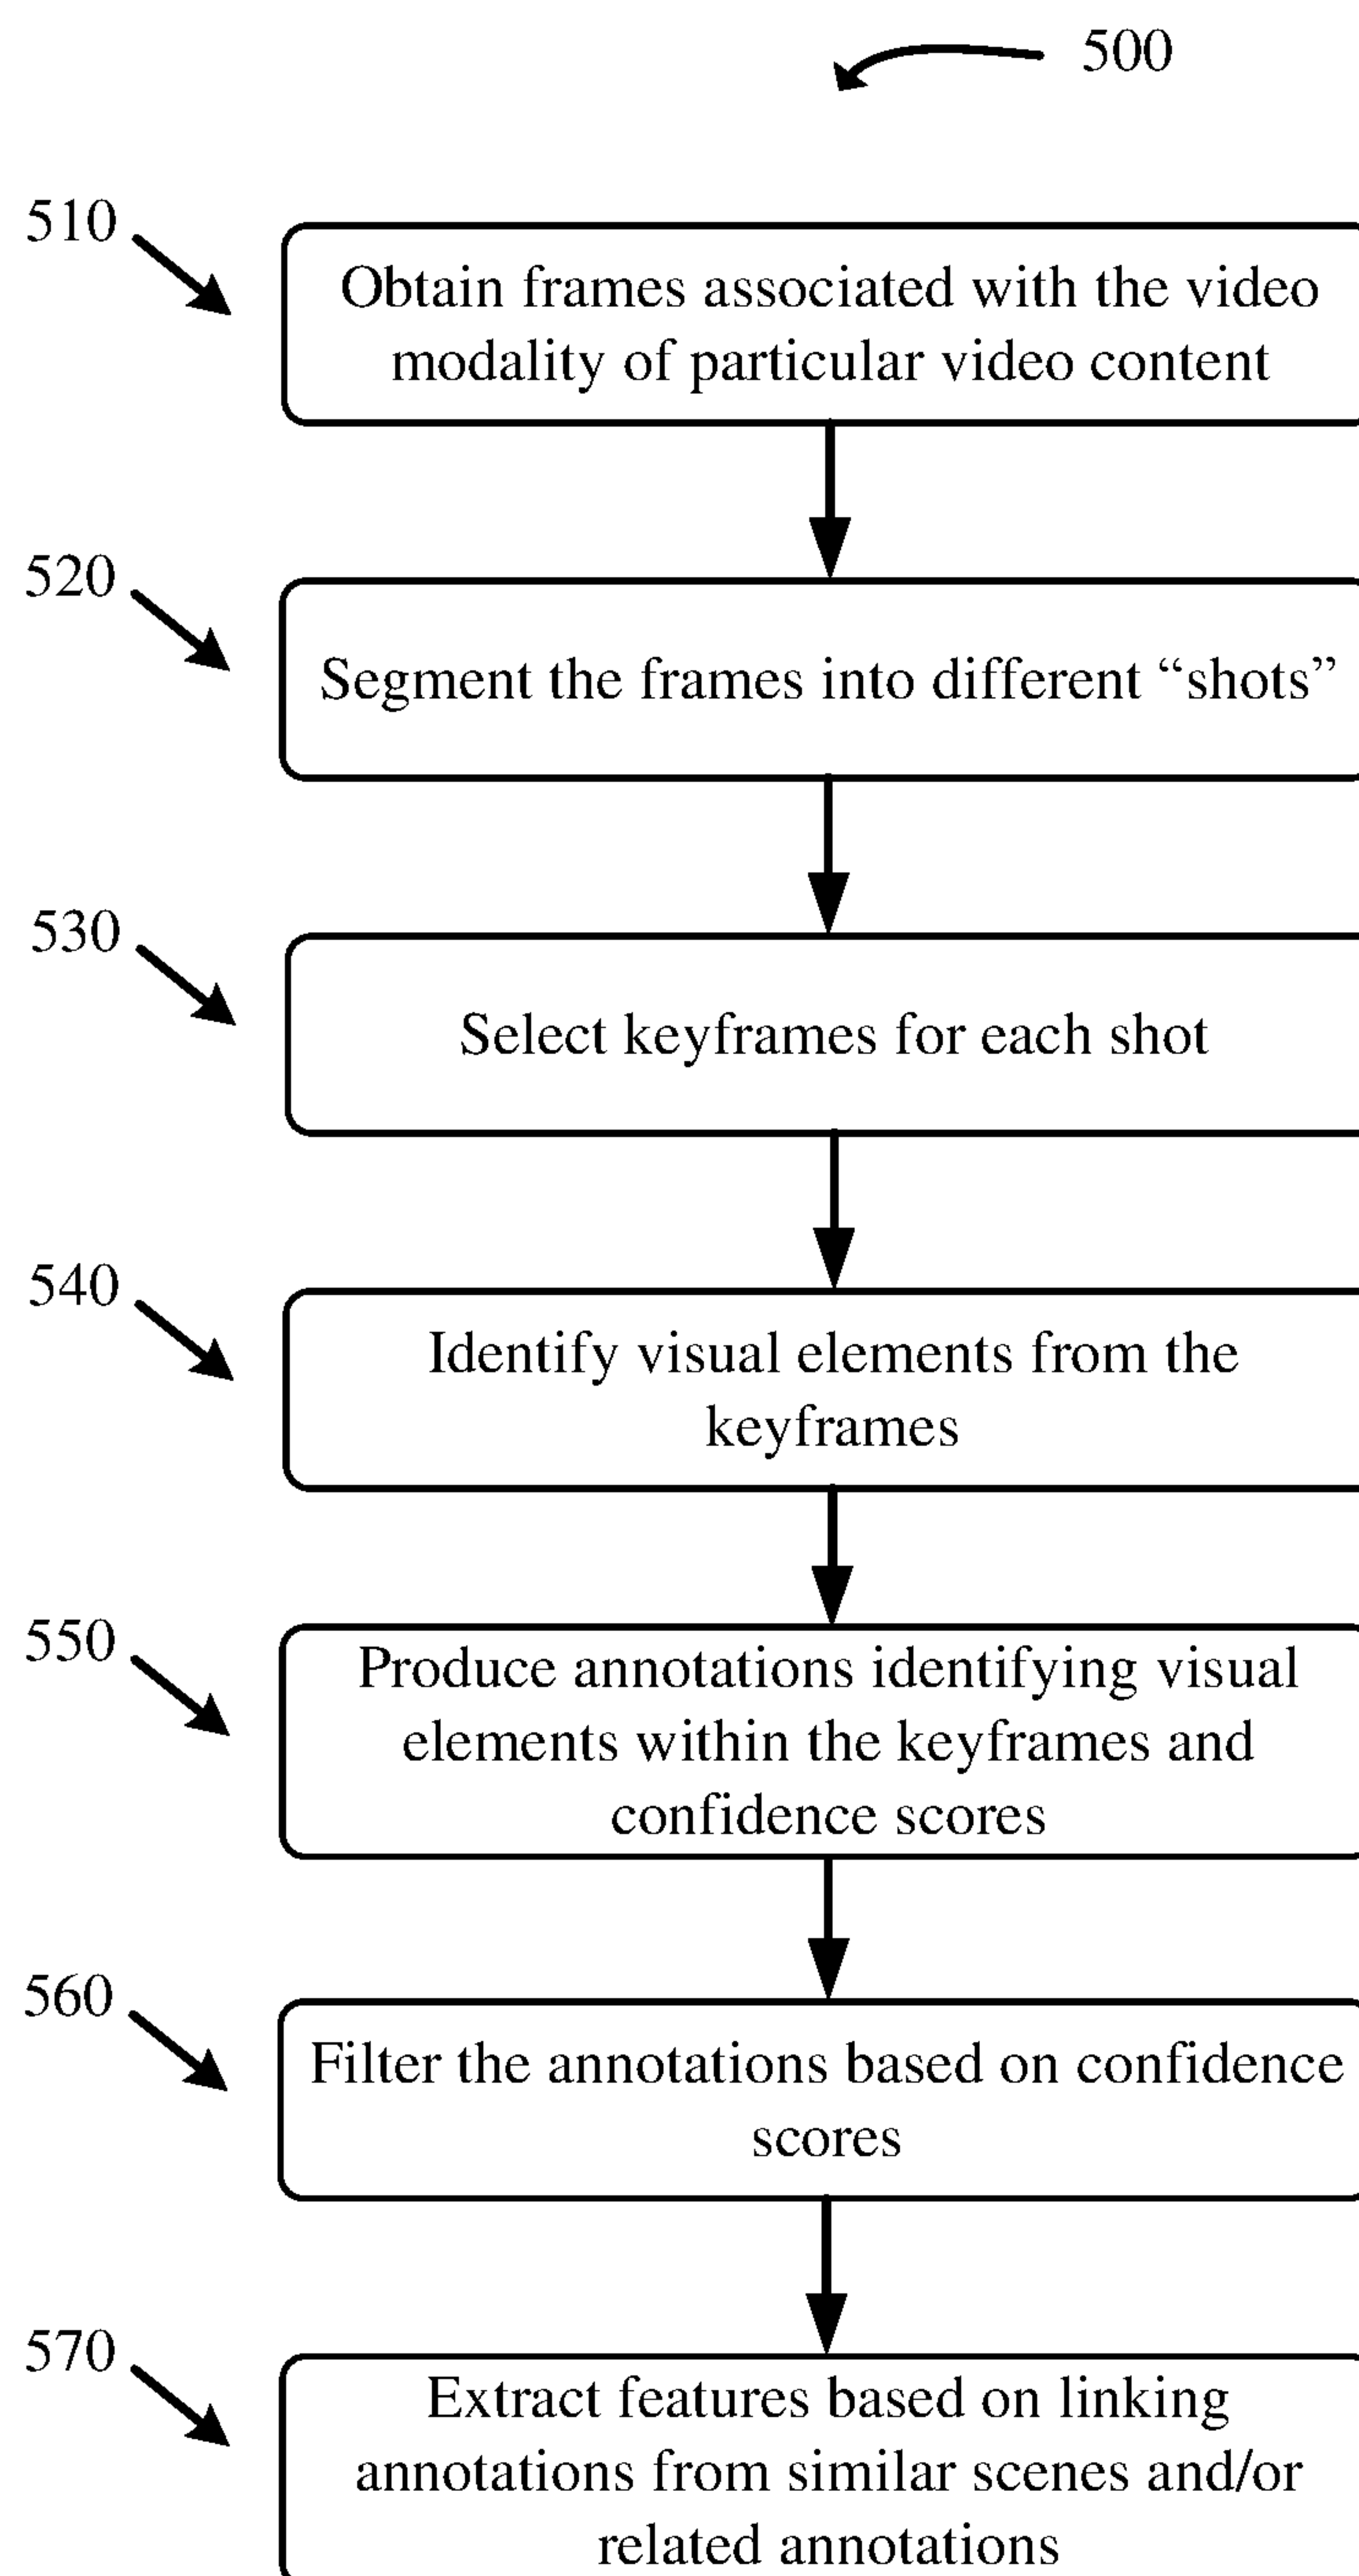 500
510
Obtain frames associated with the video
modality of particular video content
520
Segment the frames into different “shots”
530
Select keyframes for each shot
540
Identify visual elements from the
keyframes
550
Produce annotations identifying visual
elements within the keyframes and
confidence scores
560
Filter the annotations based on confidence
scores
570
Extract features based on linking
annotations from similar scenes and/or
related annotations